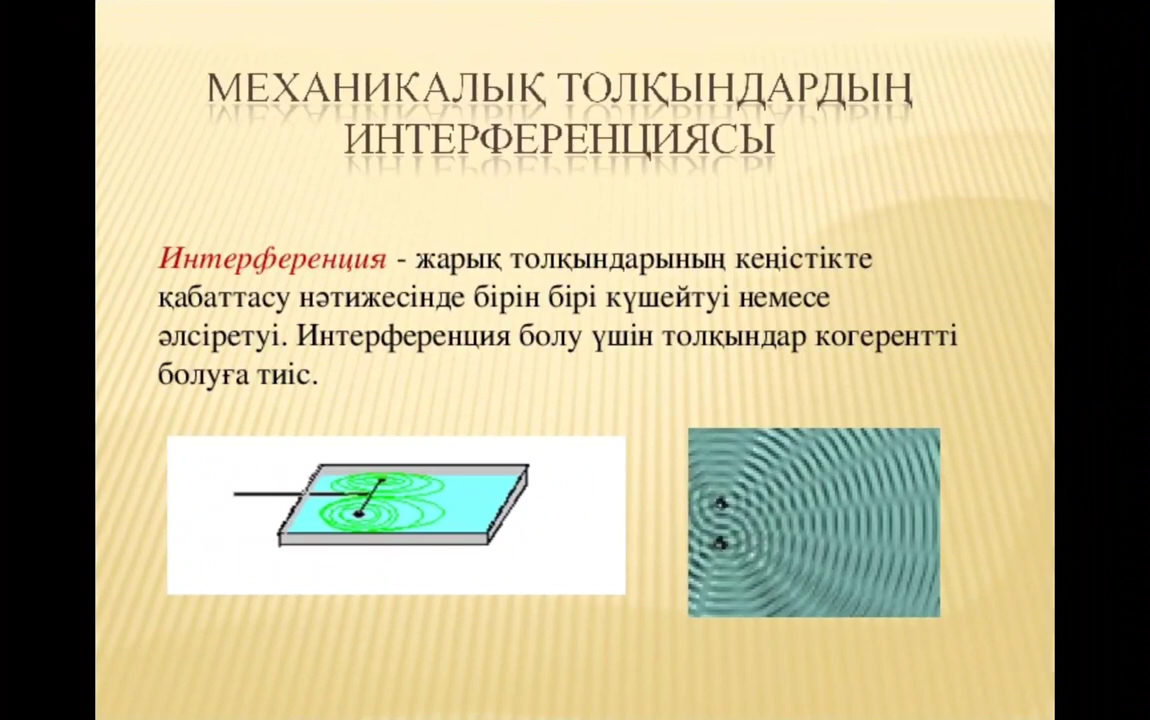 МЕХАНИКАЛЫҚ ТОЛҚЫНДАРДЫҢ
ИНТЕРФЕРЕНЦИЯСЫ
Интерференция - жарық толқындарының кеңістікте
қабаттасу нәтижесінде бірін бірі күшейтуі немесе
әлсіретуі. Интерференция болу үшін толқындар когерентті
болуға тиіс.